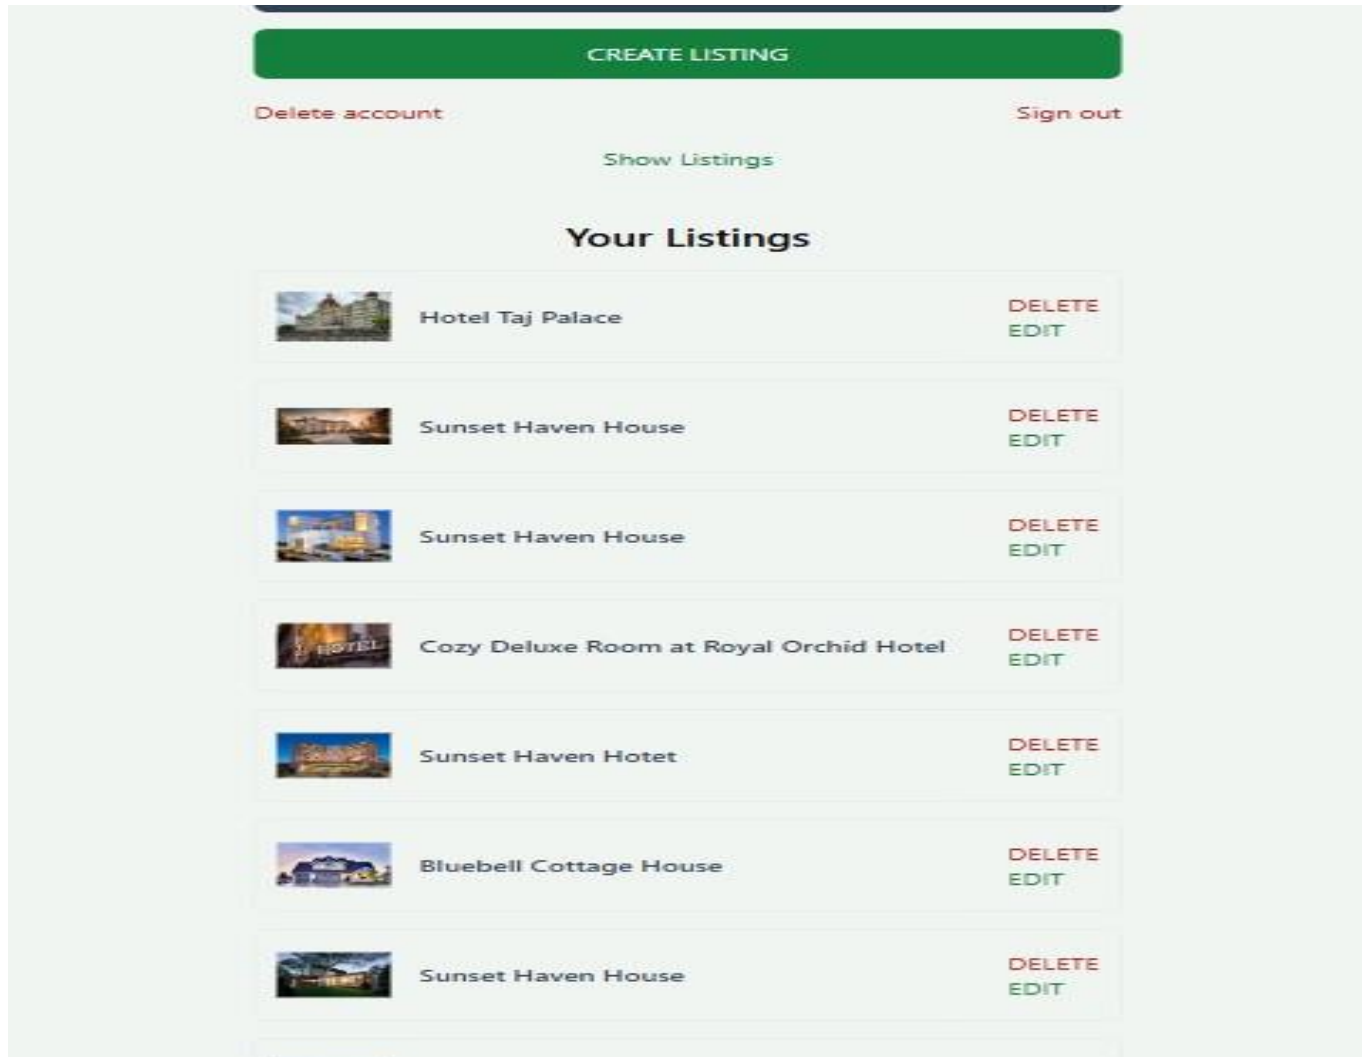 CREATE LISTING
Delete account
Sign out
Show Listings
Your Listings
Hotel Taj Palace
DELETE
EDIT
Sunset Haven House
DELETE
EDIT
Sunset Haven House
DELETE
EDIT
HOTEL
Cozy Deluxe Room at Royal Orchid Hotel
DELETE
EDIT
Sunset Haven Hotet
DELETE
EDIT
Bluebell Cottage House
DELETE
EDIT
Sunset Haven House
DELETE
EDIT